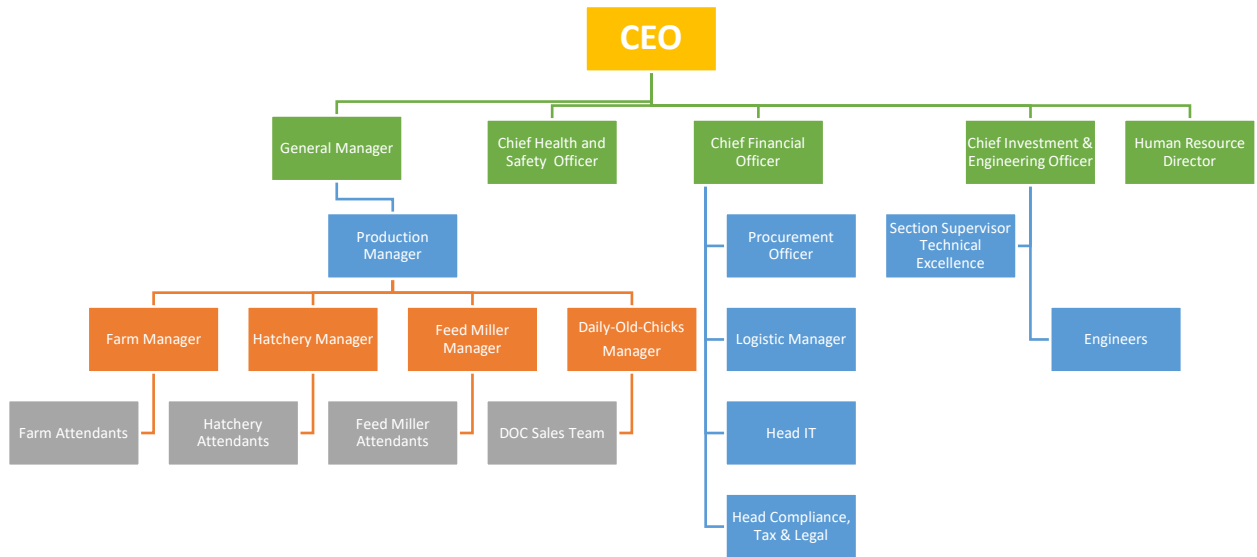 CEO
General Manager
Chief Health and
Safety Officer
Chief Financial
Officer
Chief Investment &
Engineering Officer
Human Resource
Director
Production
Manager
Procurement
Officer
Section Supervisor
Technical
Excellence
Farm Manager
Hatchery Manager
Feed Miller
Manager
Daily-Old-Chicks
Manager
Logistic Manager
Engineers
Farm Attendants
Hatchery
Attendants
Feed Miller
Attendants
DOC Sales Team
Head IT
Head Compliance,
Tax & Legal